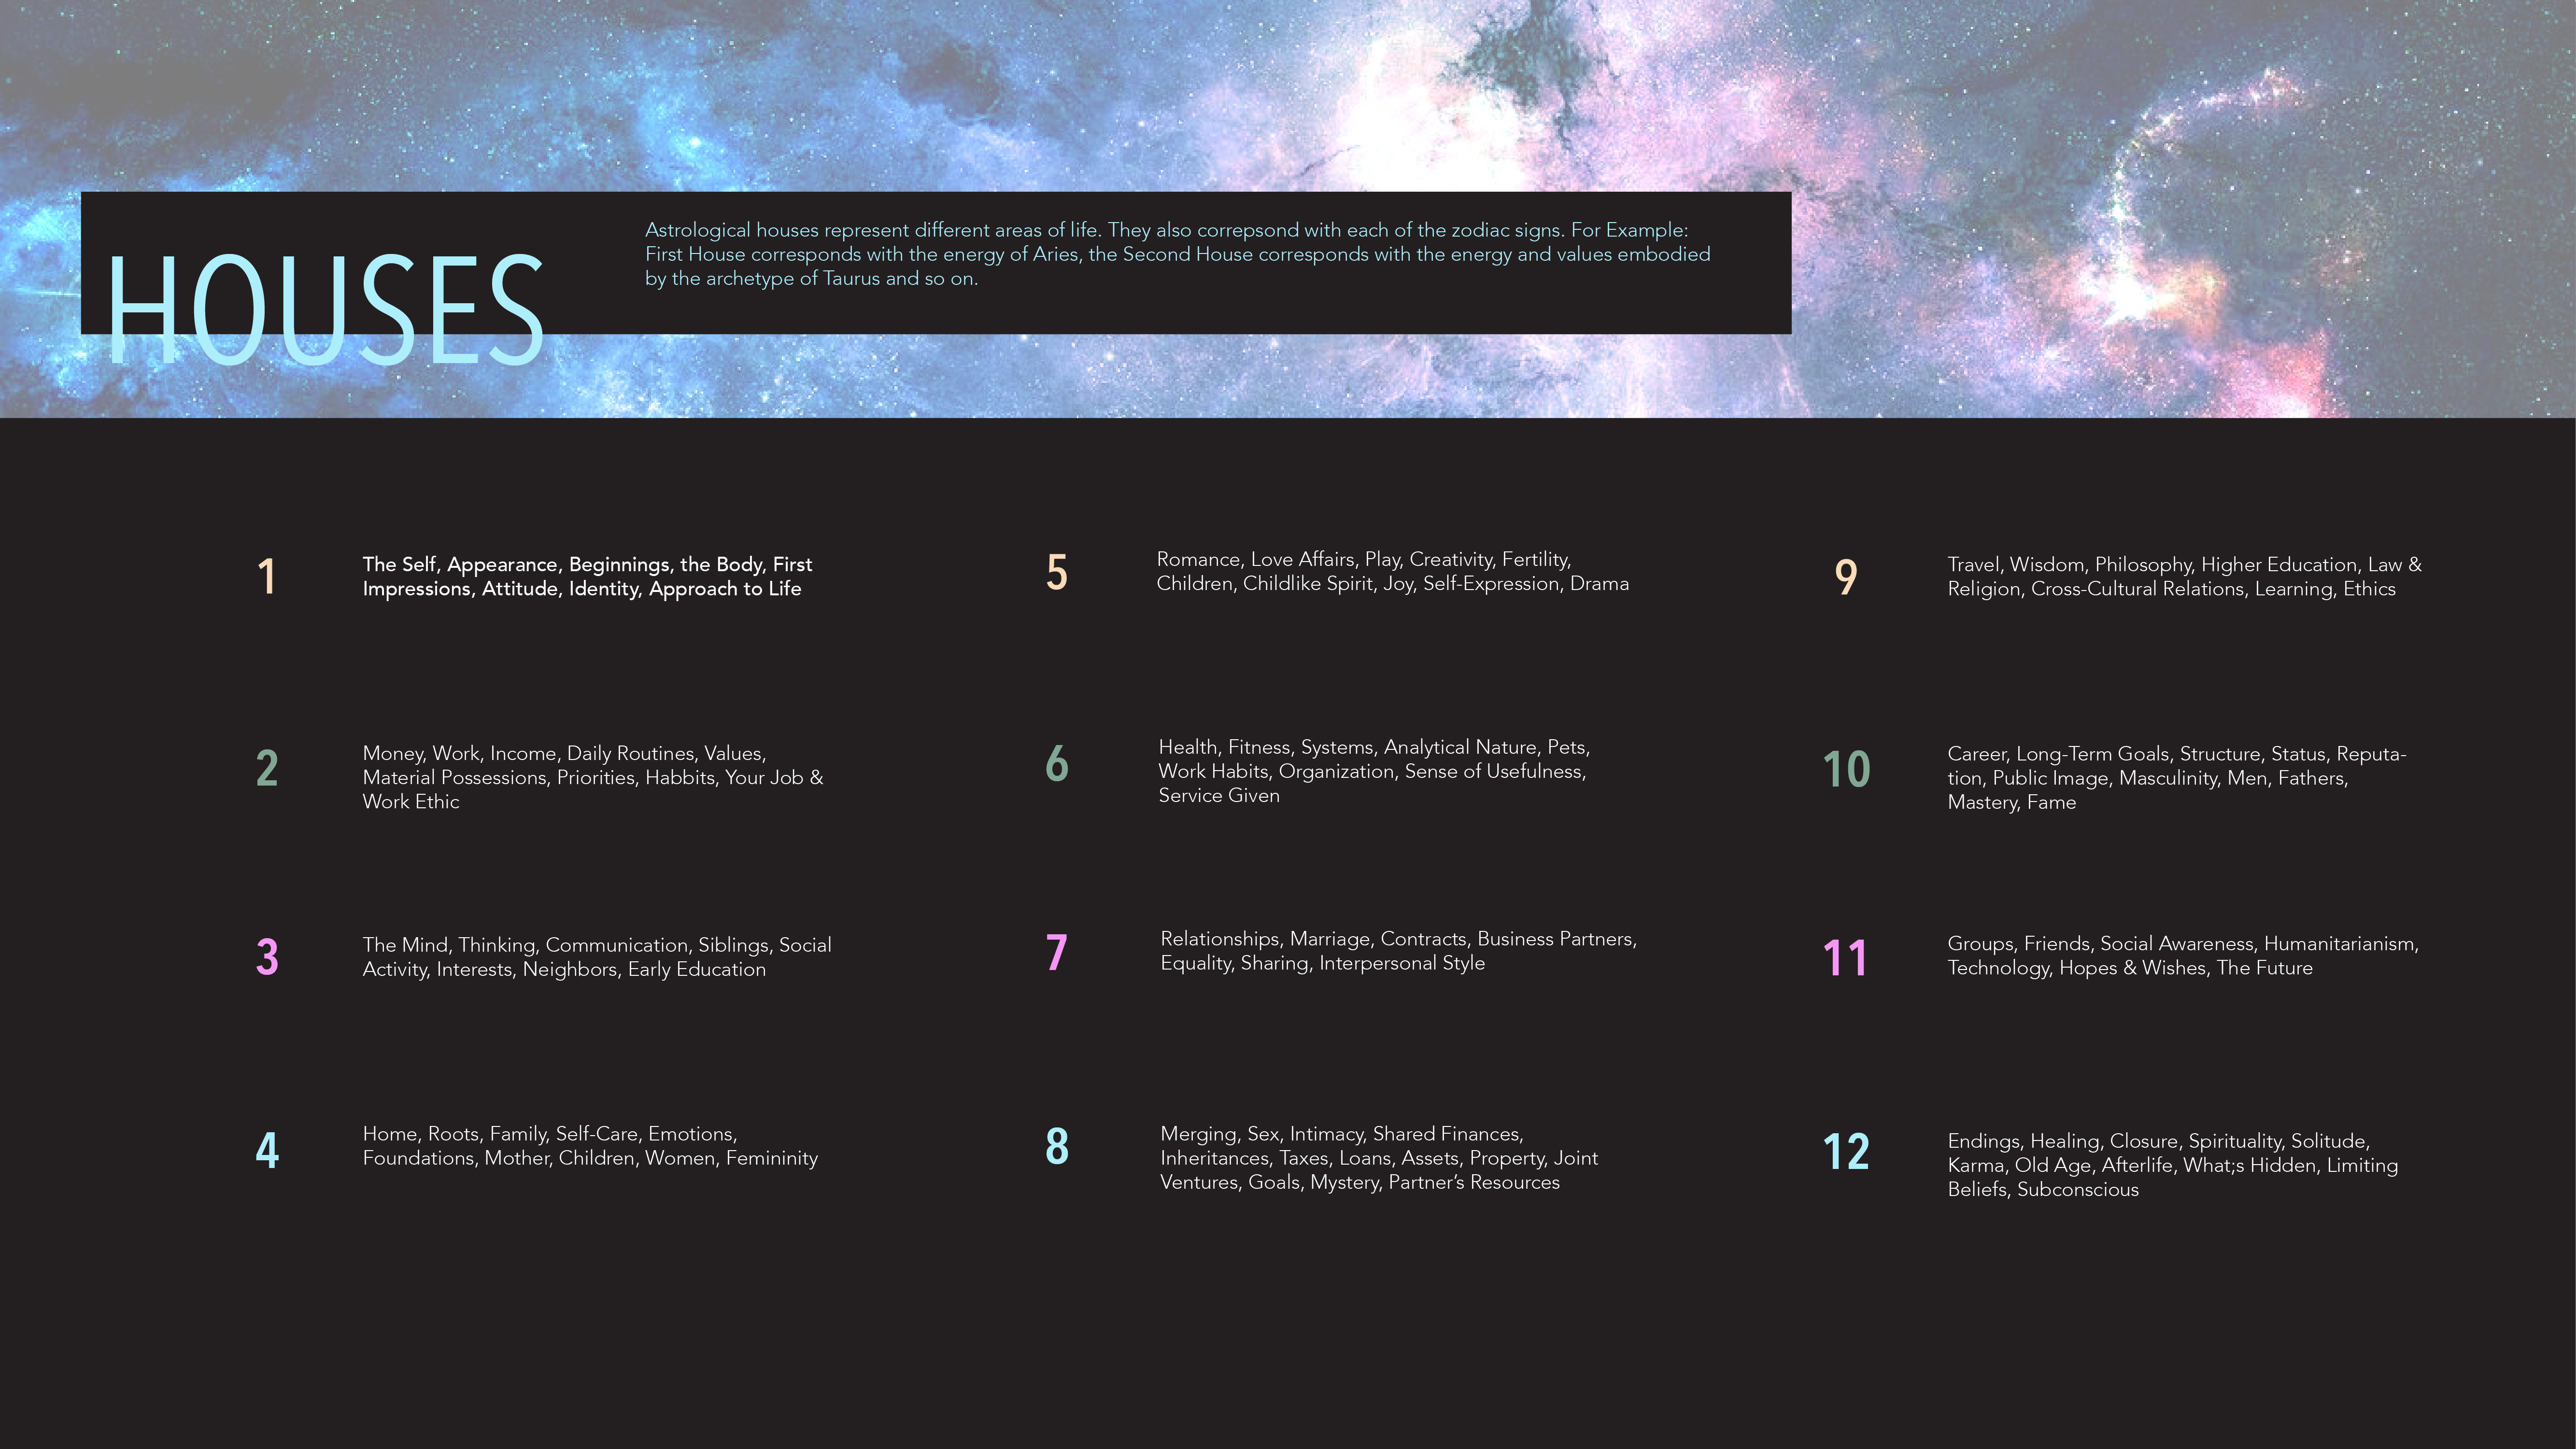 HOUSES
Astrological houses represent different areas of life. They also correpsond with each of the zodiac signs. For Example:
First House corresponds with the energy of Aries, the Second House corresponds with the energy and values embodied
by the archetype of Taurus and so on.
1
The Self, Appearance, Beginnings, the Body, First
Impressions, Attitude, Identity, Approach to Life
2
Money, Work, Income, Daily Routines, Values,
Material Possessions, Priorities, Habbits, Your Job &
Work Ethic
3
The Mind, Thinking, Communication, Siblings, Social
Activity, Interests, Neighbors, Early Education
4
Home, Roots, Family, Self-Care, Emotions,
Foundations, Mother, Children, Women, Femininity
5
Romance, Love Affairs, Play, Creativity, Fertility,
Children, Childlike Spirit, Joy, Self-Expression, Drama
6
Health, Fitness, Systems, Analytical Nature, Pets,
Work Habits, Organization, Sense of Usefulness,
Service Given
7
Relationships, Marriage, Contracts, Business Partners,
Equality, Sharing, Interpersonal Style
8
Merging, Sex, Intimacy, Shared Finances,
Inheritances, Taxes, Loans, Assets, Property, Joint
Ventures, Goals, Mystery, Partner’s Resources
9
Travel, Wisdom, Philosophy, Higher Education, Law &
Religion, Cross-Cultural Relations, Learning, Ethics
10
Career, Long-Term Goals, Structure, Status, Reputa-
tion, Public Image, Masculinity, Men, Fathers,
Mastery, Fame
11
Groups, Friends, Social Awareness, Humanitarianism,
Technology, Hopes & Wishes, The Future
12
Endings, Healing, Closure, Spirituality, Solitude,
Karma, Old Age, Afterlife, What;s Hidden, Limiting
Beliefs, Subconscious